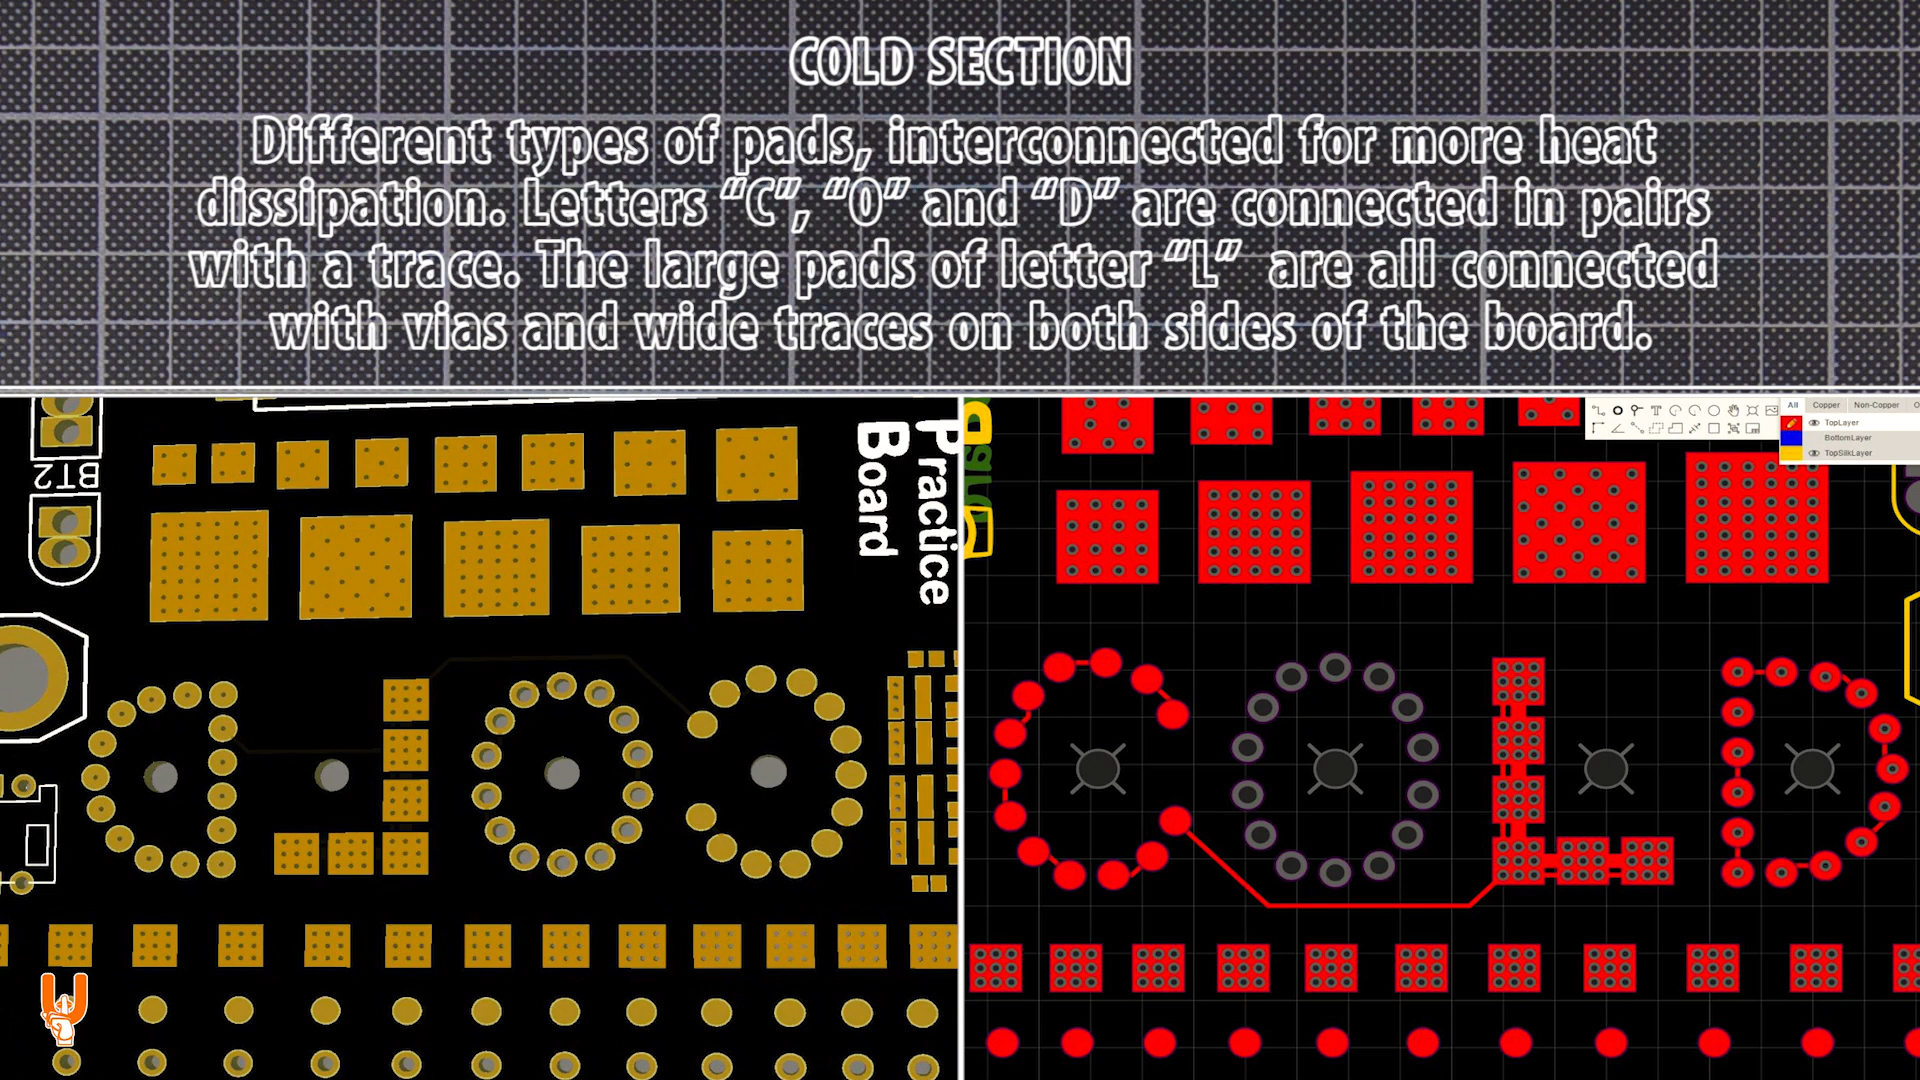 COLD SECTION
Different types of pads, interconnected for more heat
dissipation. Letters “C”, “O” and “D” are connected in pairs
with a trace. The large pads of letter “L” are all connected
with vias and wide traces on both sides of the board.
BT2
Practice
Board
All Copper Non-Copper
TopLayer
BottomLayer
TopSilkLayer